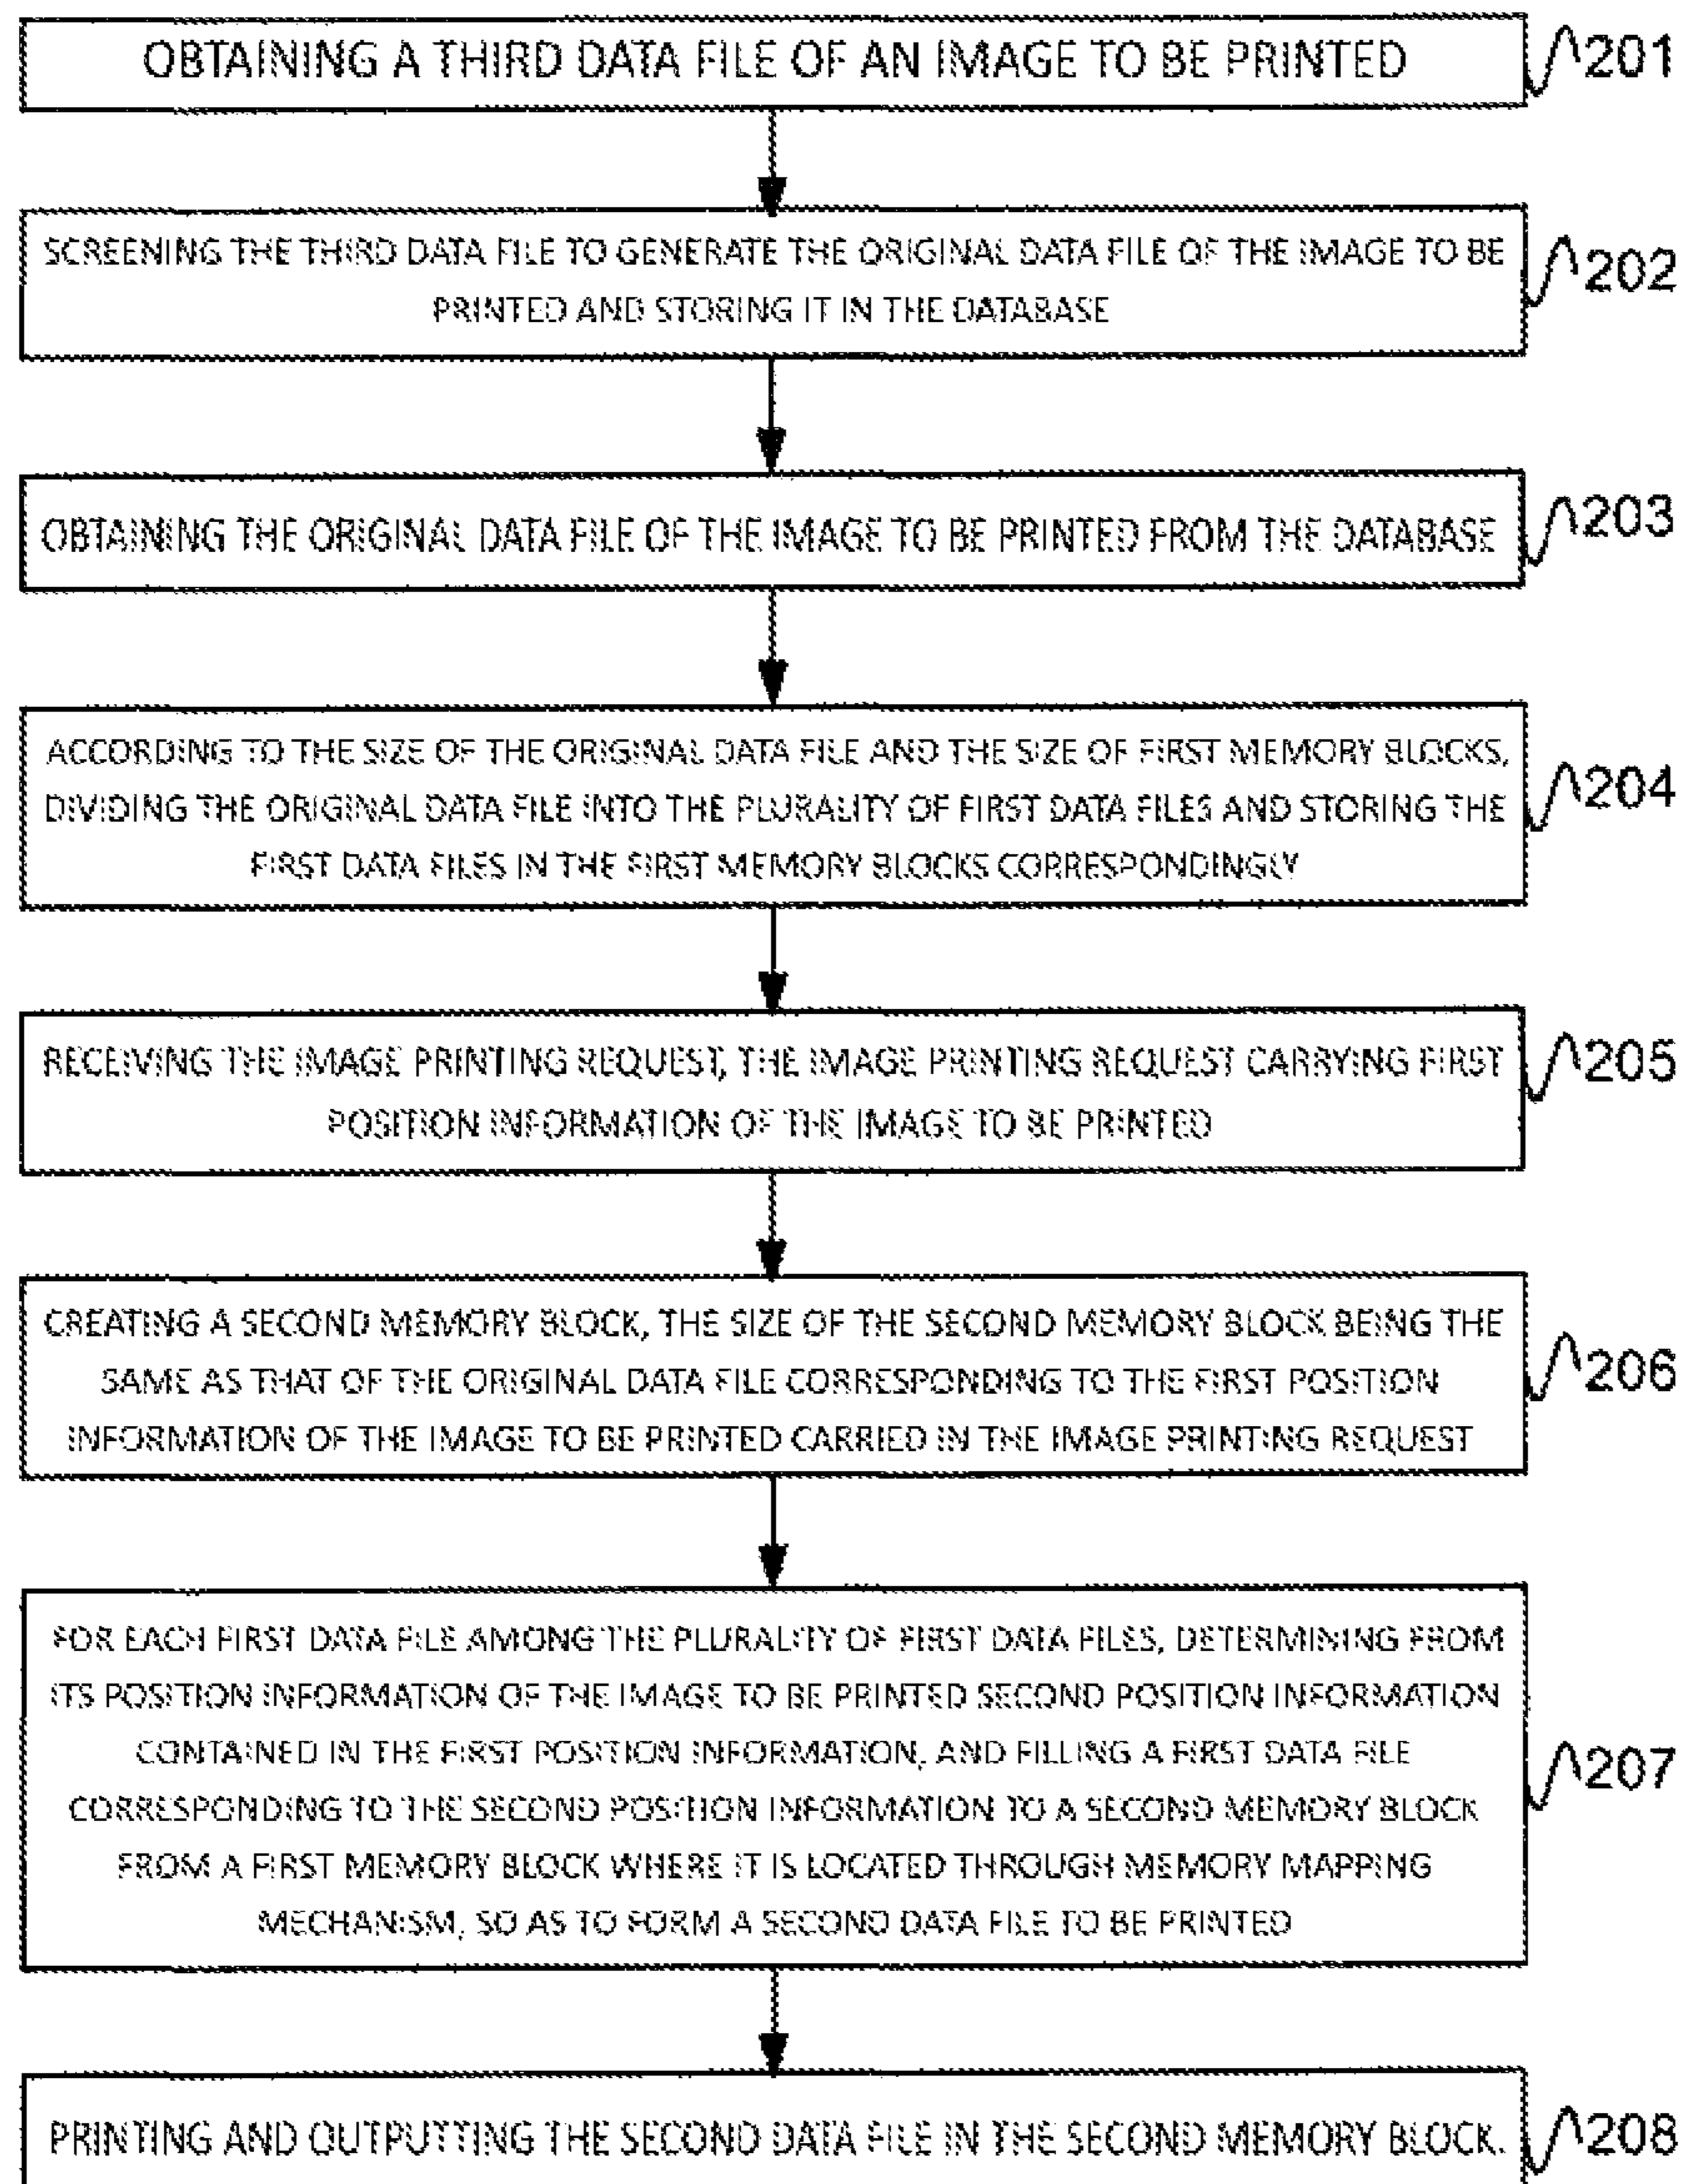 OBTAINING A THIRD DATA FILE OF AN IMAGE TO BE PRINTED
201
SCREENING THE THIRD DATA FILE TO GENERATE THE ORIGINAL DATA FILE OF THE IMAGE TO BE
PRINTED AND STORING IT IN THE DATABASE
202
OBTAINING THE ORIGINAL DATA FILE OF THE IMAGE TO BE PRINTED FROM THE DATABASE
203
ACCORDING TO THE SIZE OF THE ORIGINAL DATA FILE AND THE SIZE OF FIRST MEMORY BLOCKS,
DIVIDING THE ORIGINAL DATA FILE INTO THE PLURALITY OF FIRST DATA FILES AND STORING THE
FIRST DATA FILES IN THE FIRST MEMORY BLOCKS CORRESPONDINGLY
204
RECEIVING THE IMAGE PRINTING REQUEST, THE IMAGE PRINTING REQUEST CARRYING FIRST
POSITION INFORMATION OF THE IMAGE TO BE PRINTED
205
CREATING A SECOND MEMORY BLOCK, THE SIZE OF THE SECOND MEMORY BLOCK BEING THE
SAME AS THAT OF THE ORIGINAL DATA FILE CORRESPONDING TO THE FIRST POSITION
INFORMATION OF THE IMAGE TO BE PRINTED CARRIED IN THE IMAGE PRINTING REQUEST
206
FOR EACH FIRST DATA FILE AMONG THE PLURALITY OF FIRST DATA FILES, DETERMINING FROM
ITS POSITION INFORMATION OF THE IMAGE TO BE PRINTED SECOND POSITION INFORMATION
CONTAINED IN THE FIRST POSITION INFORMATION, AND FILLING A FIRST DATA FILE
CORRESPONDING TO THE SECOND POSITION INFORMATION TO A SECOND MEMORY BLOCK
FROM A FIRST MEMORY BLOCK WHERE IT IS LOCATED THROUGH MEMORY MAPPING
MECHANISM, SO AS TO FORM A SECOND DATA FILE TO BE PRINTED
207
PRINTING AND OUTPUTTING THE SECOND DATA FILE IN THE SECOND MEMORY BLOCK.
208